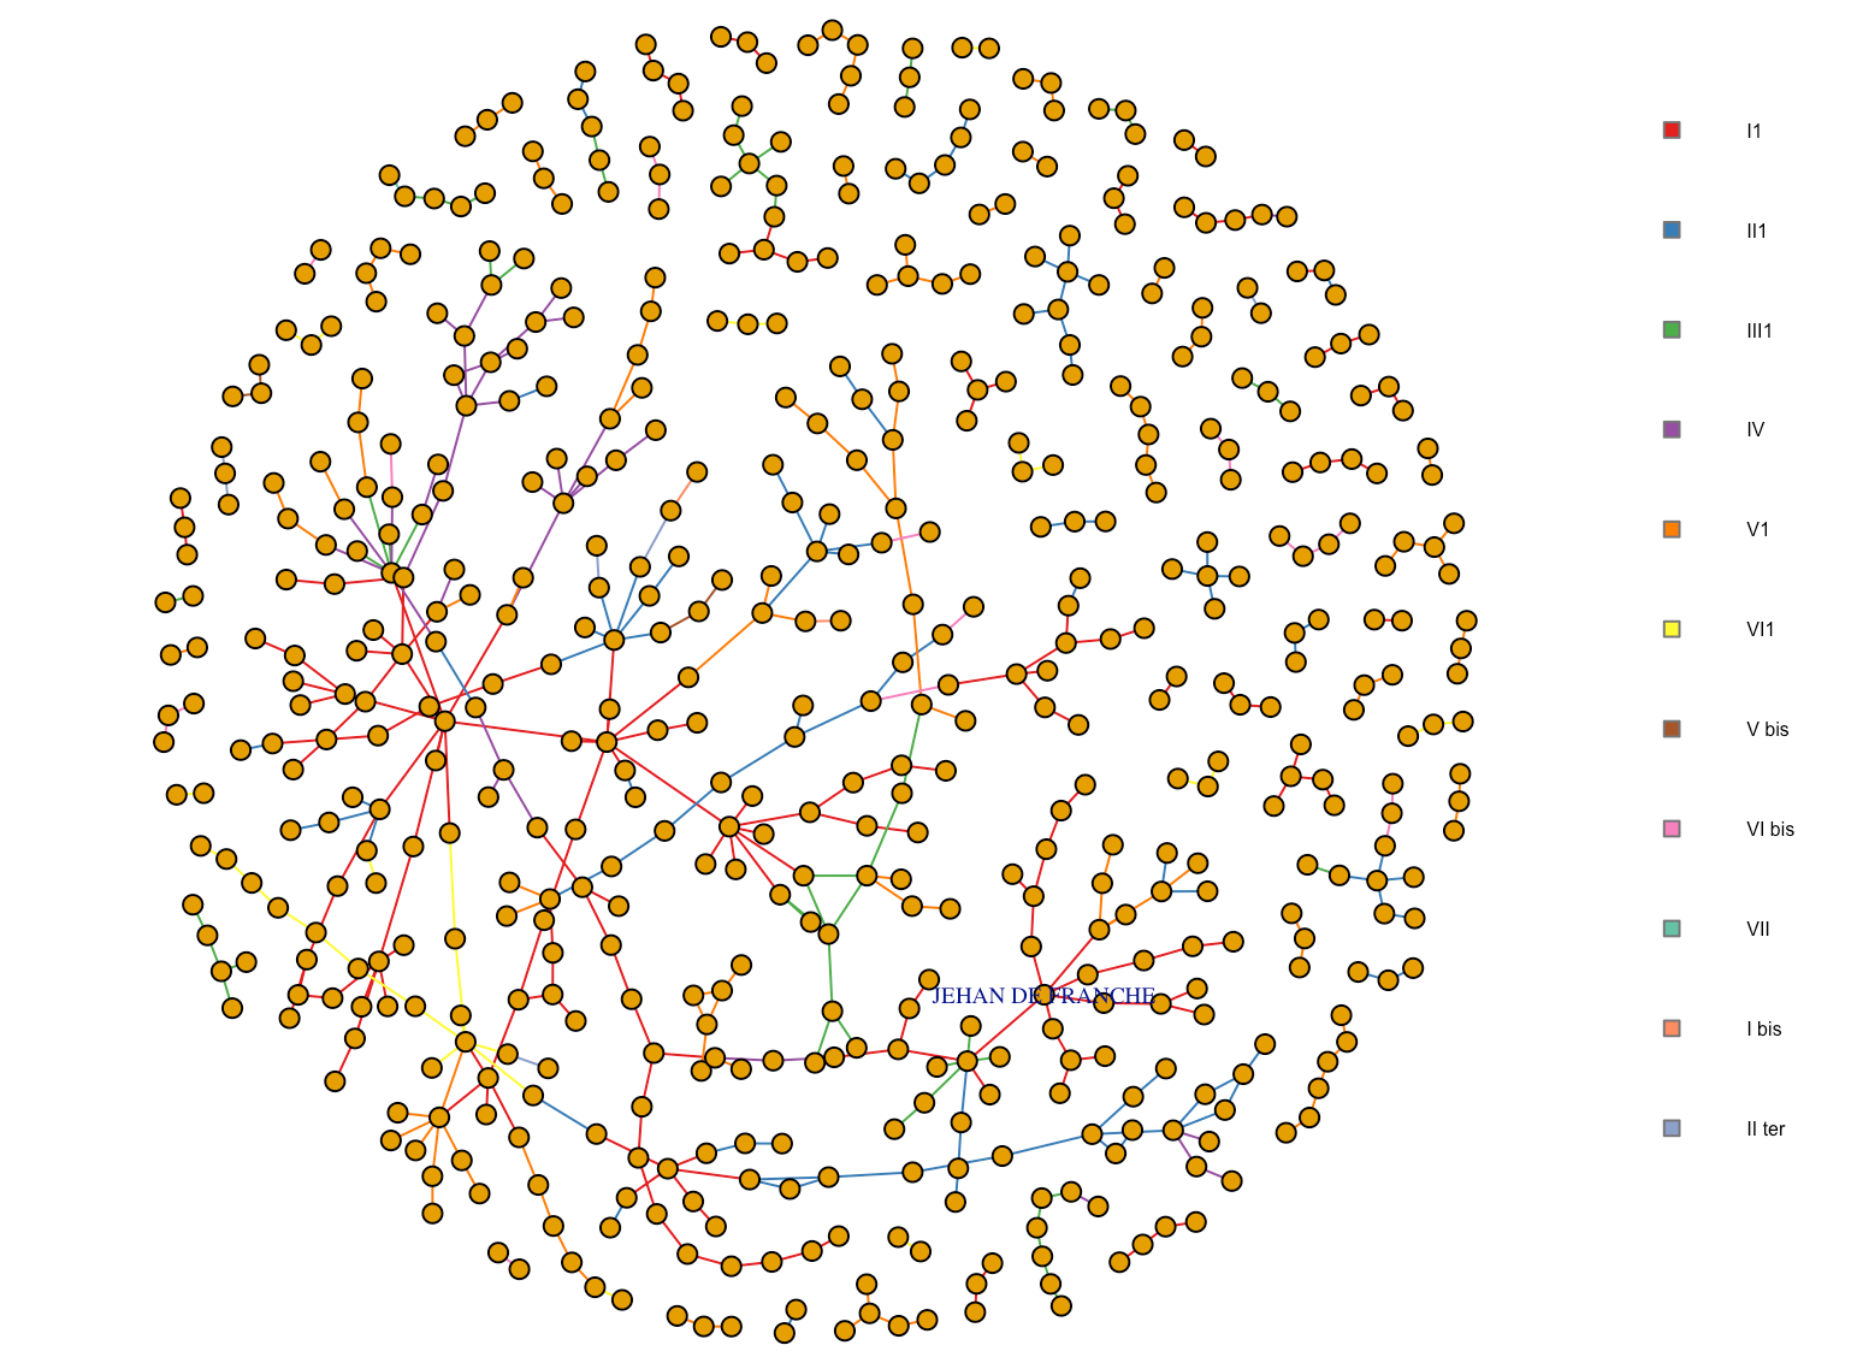 I1
II1
III1
IV
V1
VI1
V bis
VI bis
VII
JEHAN DE FRANCHE
I bis
II ter